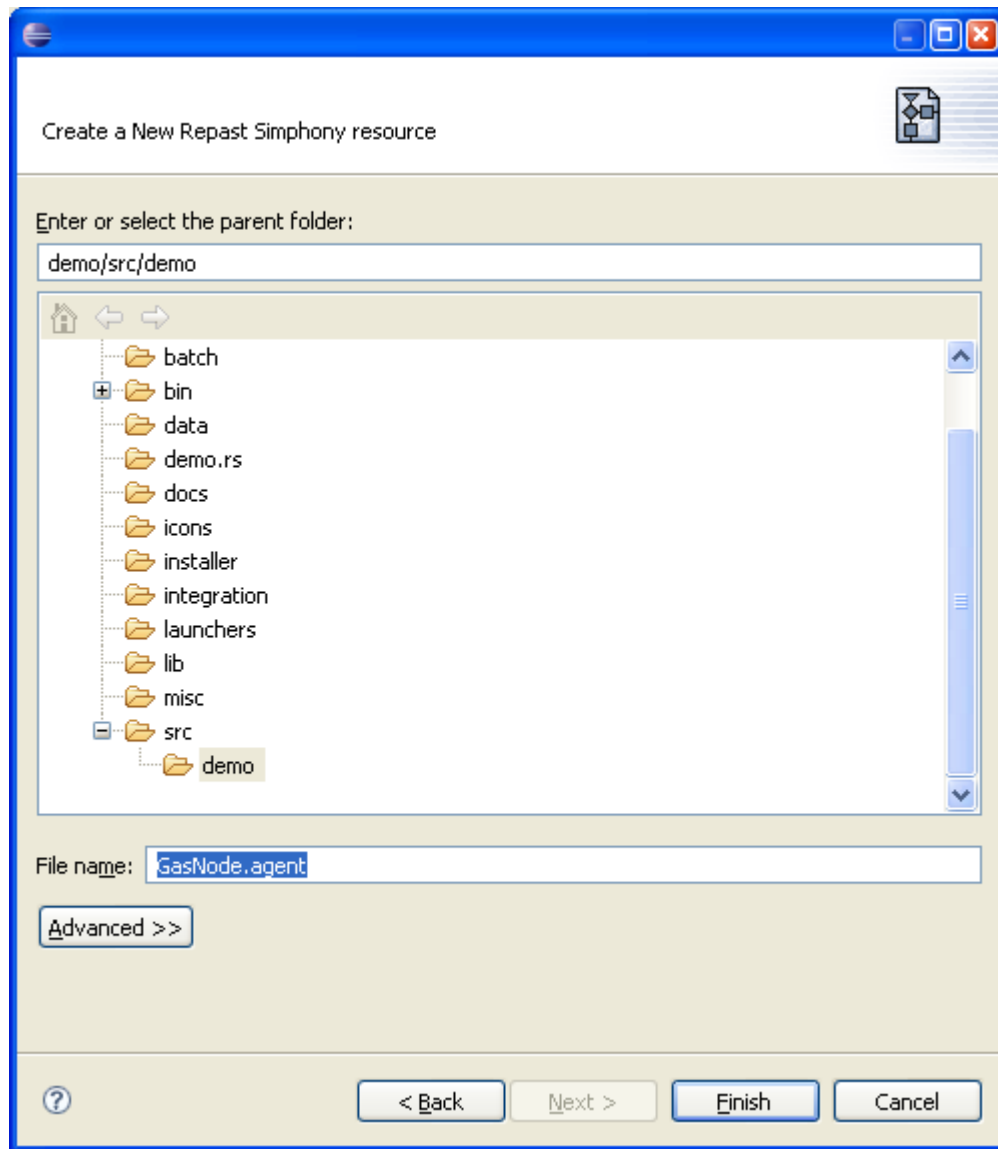 Create a New Repast Simphony resource
Enter or select the parent folder:
demo/src/demo
batch
bin
data
demo.rs
docs
icons
installer
integration
launchers
lib
misc
src
demo
File name: GasNode.agent
Advanced >>
< Back Next > Finish Cancel